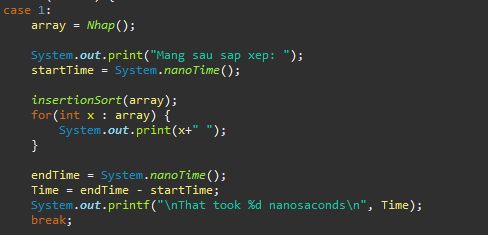 case 1:
array = Nhap();
System.out.print("Mang sau sap xep: ");
startTime = System.nanoTime();
insertionSort(array);
for(int x : array) {
System.out.print(x+" ");
}
endTime = System.nanoTime();
Time = endTime - startTime;
System.out.printf("\nThat took %d nanosaconds\n", Time);
break;